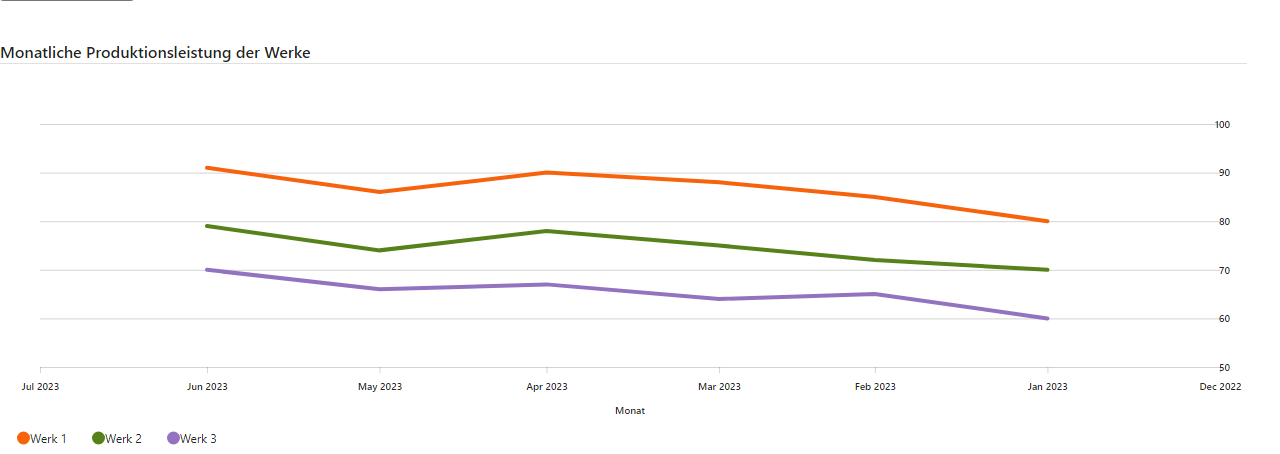 Monatliche Produktionsleistung der Werke
100
90
80
70
60
50
Jul 2023 Jun 2023 May 2023 Apr 2023 Mar 2023 Feb 2023 Jan 2023 Dec 2022
Monat
Werk 1 Werk 2 Werk 3